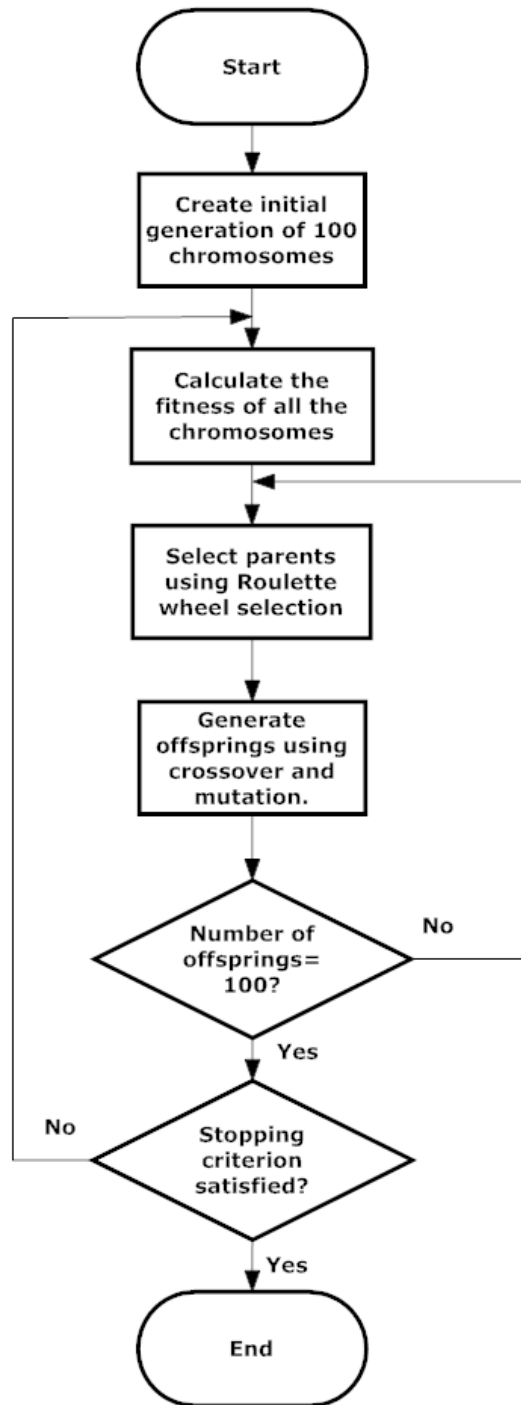 Start
Create initial
generation of 100
chromosomes
Calculate the
fitness of all the
chromosomes
Select parents
using Roulette
wheel selection
Generate
offsprings using
crossover and
mutation.
Number of
offsprings=
100?
No
Yes
No
Stopping
criterion
satisfied?
Yes
End